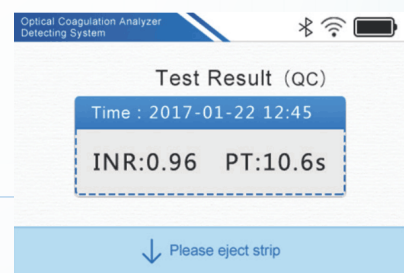 Optical Coagulation Analyzer
Detecting System
Test Result（QC）
Time : 2017-01-22 12:45
INR:0.96 PT:10.6s
Please eject strip